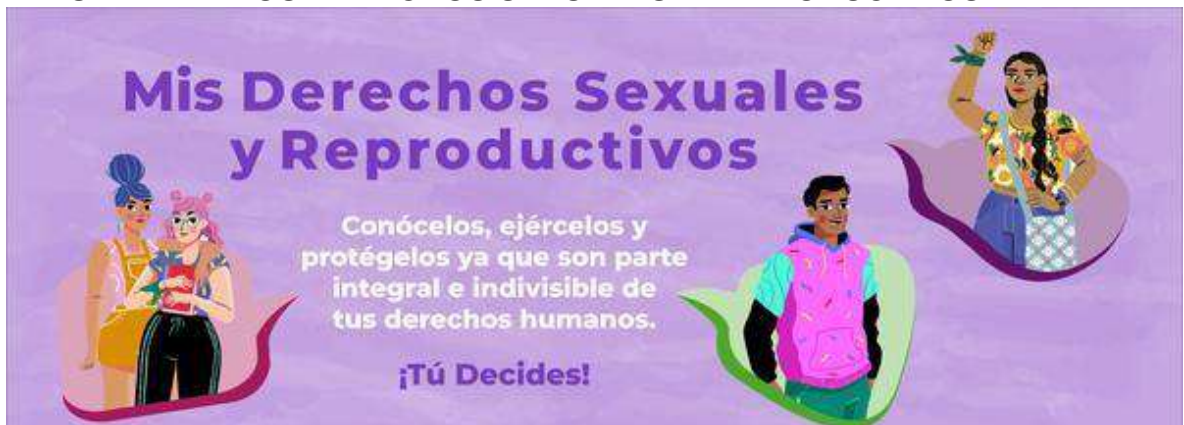 Mis Derechos Sexuales
y Reproductivos
Conócelos, ejércelos y
protégelos ya que son parte
integral e indivisible de
tus derechos humanos.
¡Tú Decides!